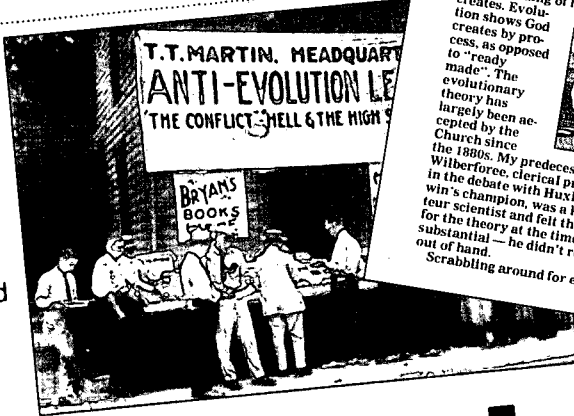 T.T. MARTIN. HEADQUART
ANTI-EVOLUTION LE
"THE CONFLICT"-HELL & THE HIGH S
BRYAN'S
BOOKS
d
creates. Evolu-
tion shows God
creates by pro-
cess, as opposed
to "ready
made". The
evolutionary
theory has
largely been ac-
cepted by the
Church since
the 1880s. My predeces
Wilberforce, clerical p
in the debate with Huxl
win's champion, was a
teur scientist and felt th
for the theory at the time
substantial — he didn't r
out of hand.
Scrabbling around for e